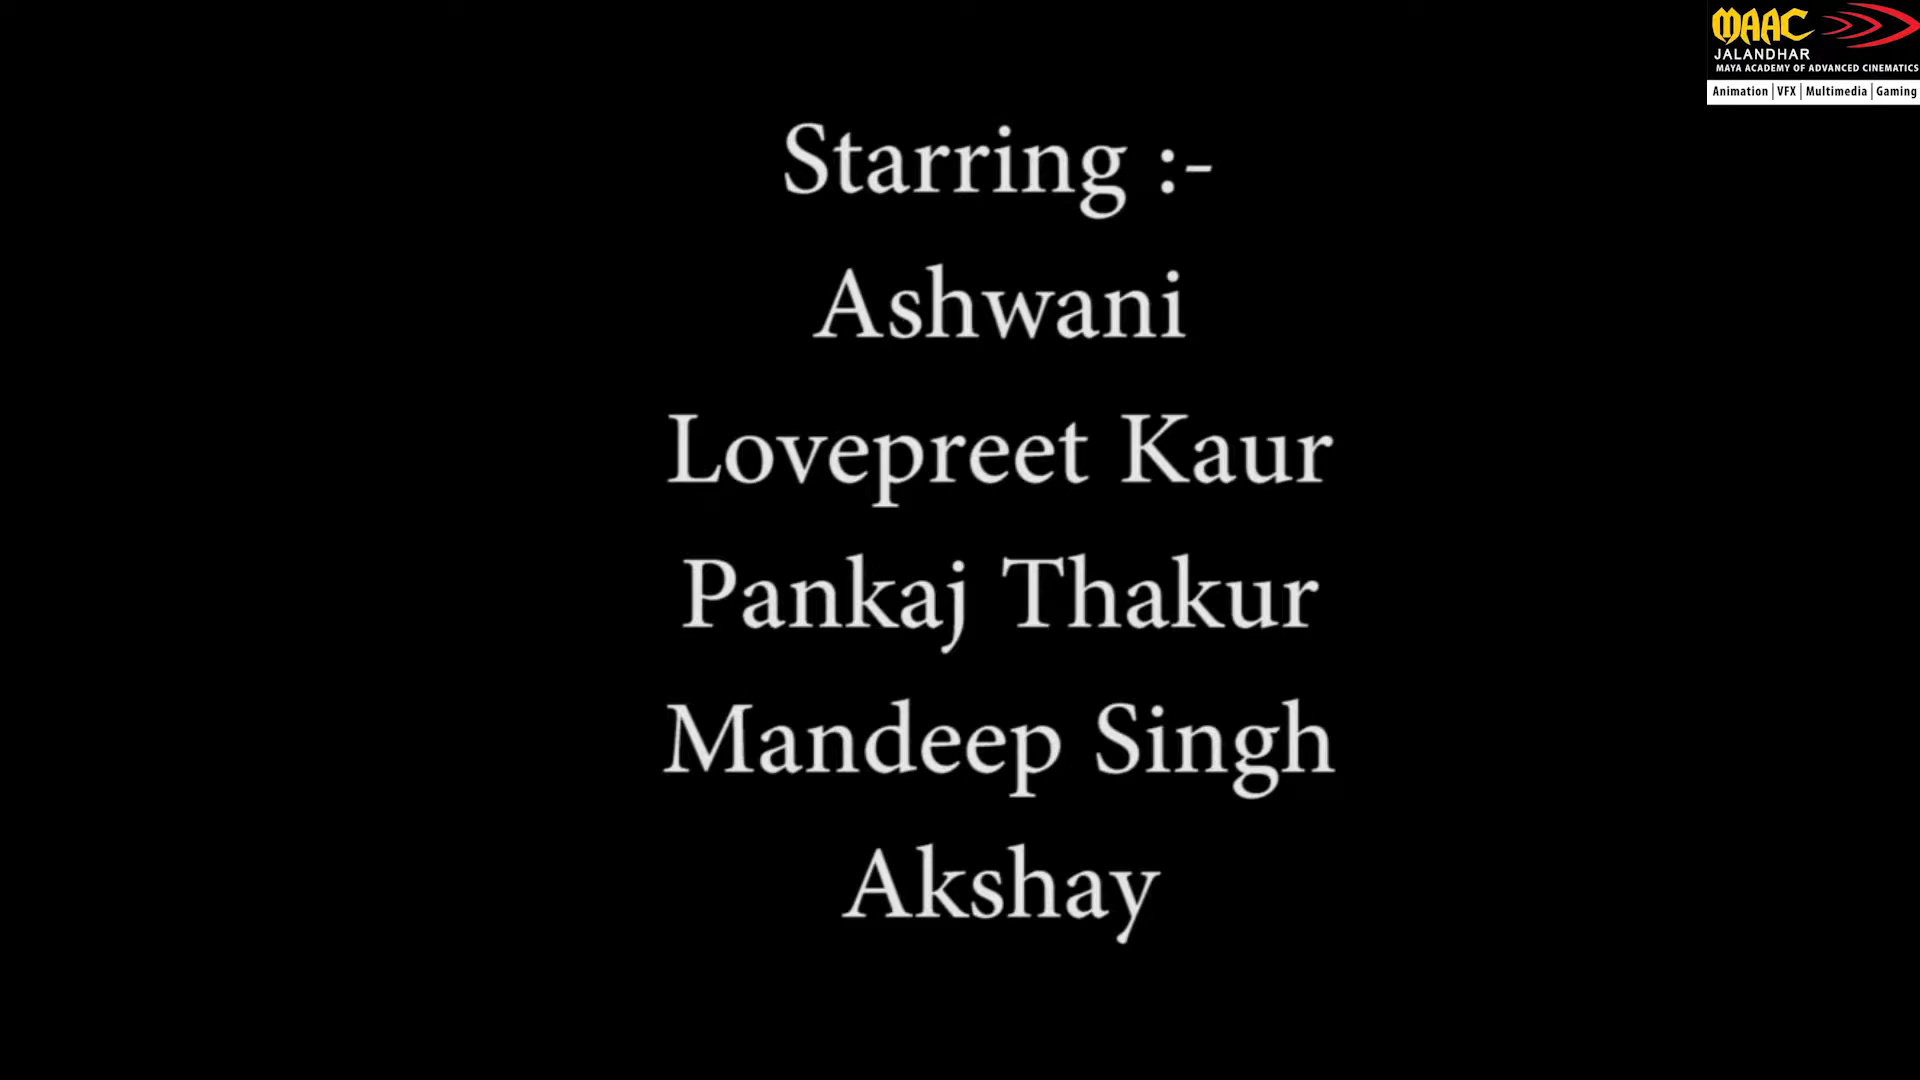 MAAC
JALANDHAR
MAYA ACADEMY OF ADVANCED CINEMATICS
Animation | VFX | Multimedia | Gaming
Starring :-
Ashwani
Lovepreet Kaur
Pankaj Thakur
Mandeep Singh
Akshay